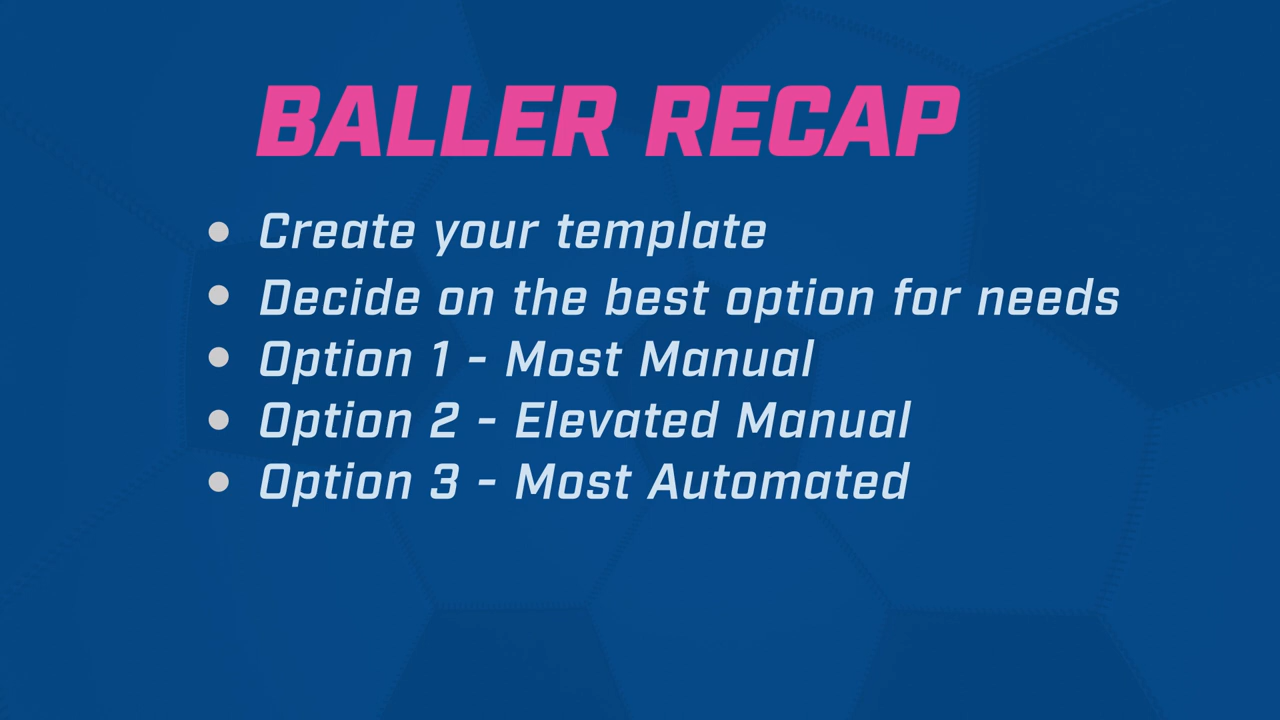 BALLER RECAP
• Create your template
• Decide on the best option for needs
• Option 1 - Most Manual
• Option 2 - Elevated Manual
• Option 3 - Most Automated